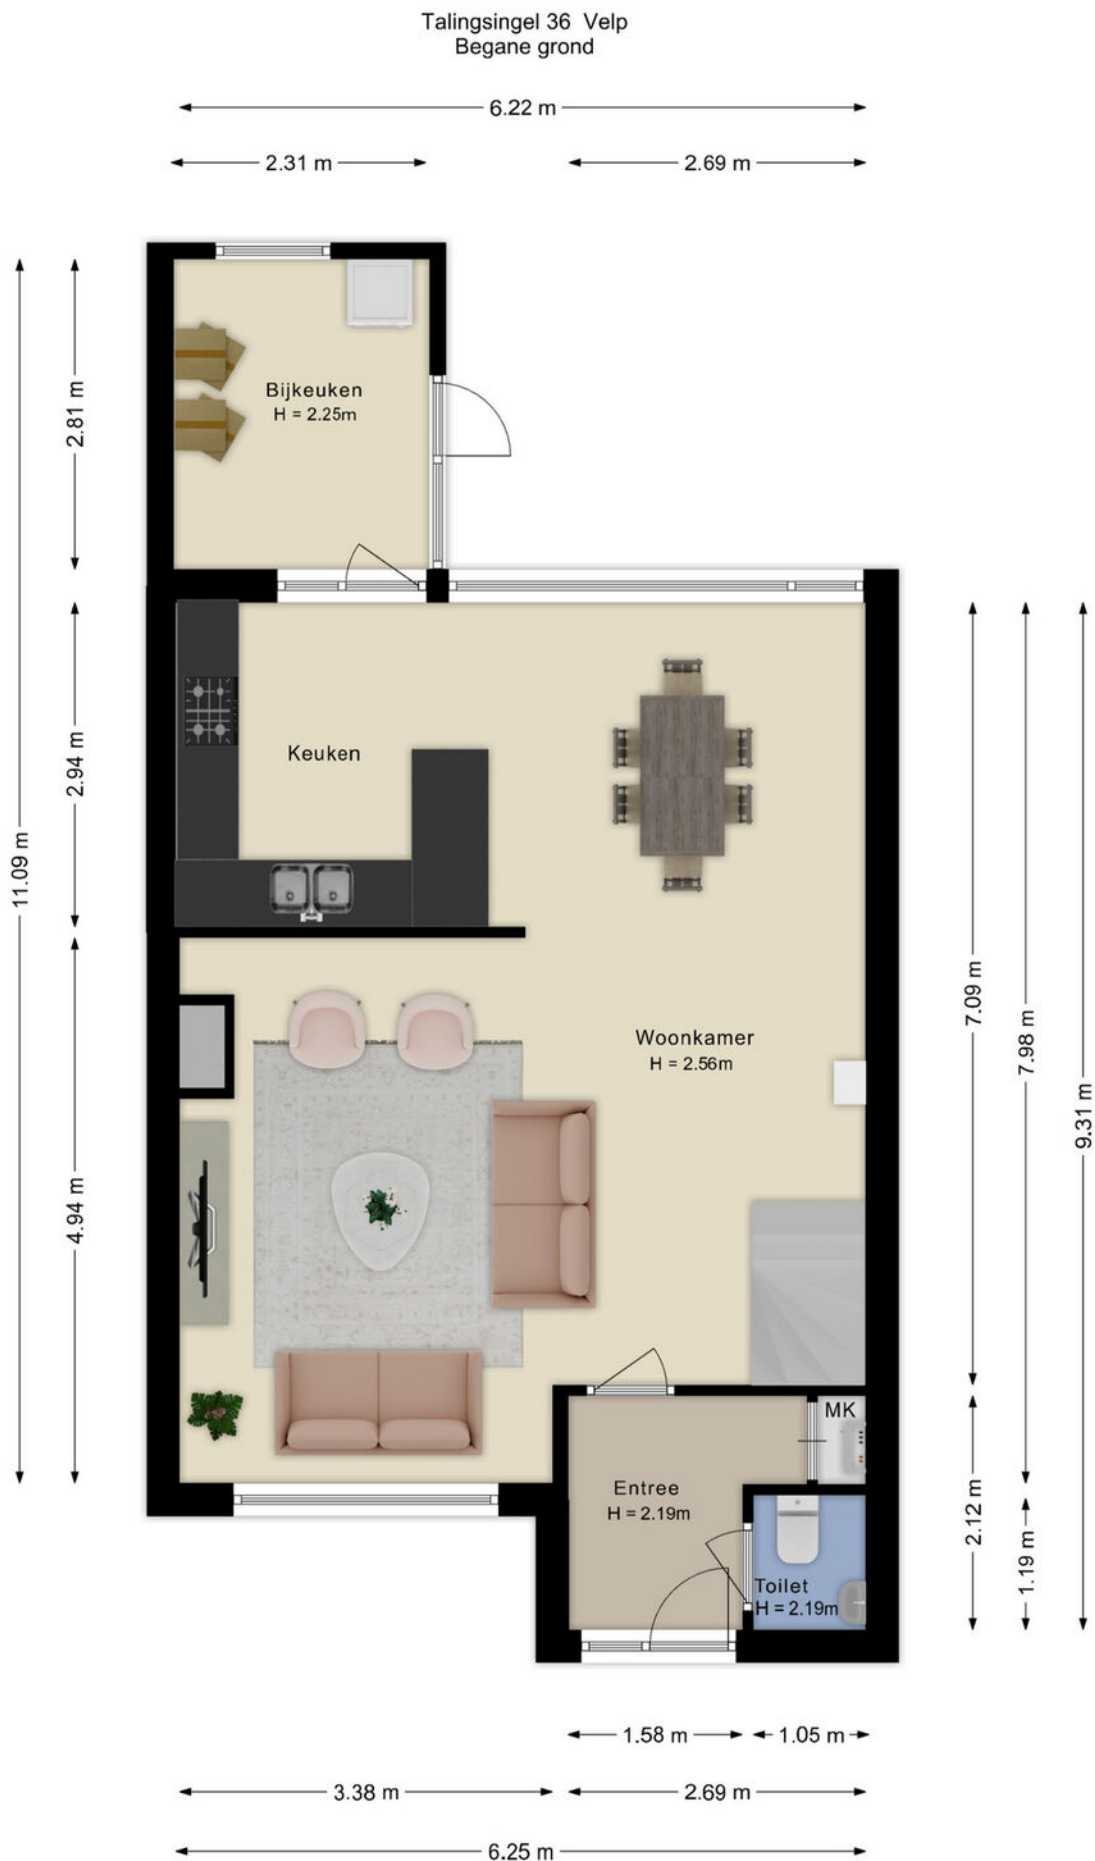 Talingsingel 36 Velp
Begane grond
6.22 m
2.31 m
2.69 m
Bijkeuken
H = 2.25m
2.81 m
Keuken
2.94 m
11.09 m
Woonkamer
H = 2.56m
7.09 m
7.98 m
9.31 m
4.94 m
MK
Entree
H = 2.19m
2.12 m
1.19 m
Toilet
H = 2.19m
1.58 m
1.05 m
3.38 m
2.69 m
6.25 m